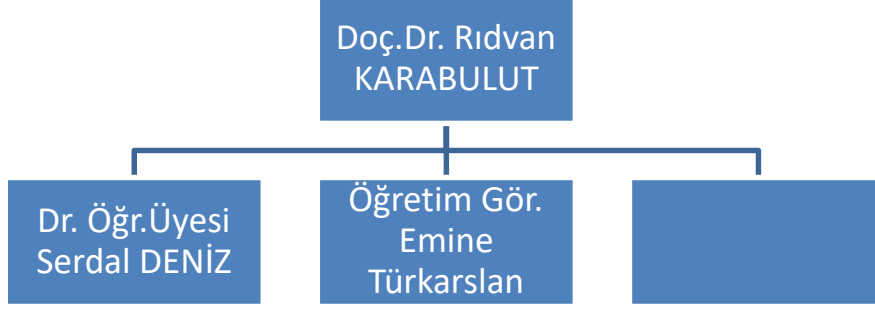 Doç.Dr. Rıdvan
KARABULUT
Dr. Öğr.Üyesi
Serdal DENİZ
Öğretim Gör.
Emine
Türkarslan